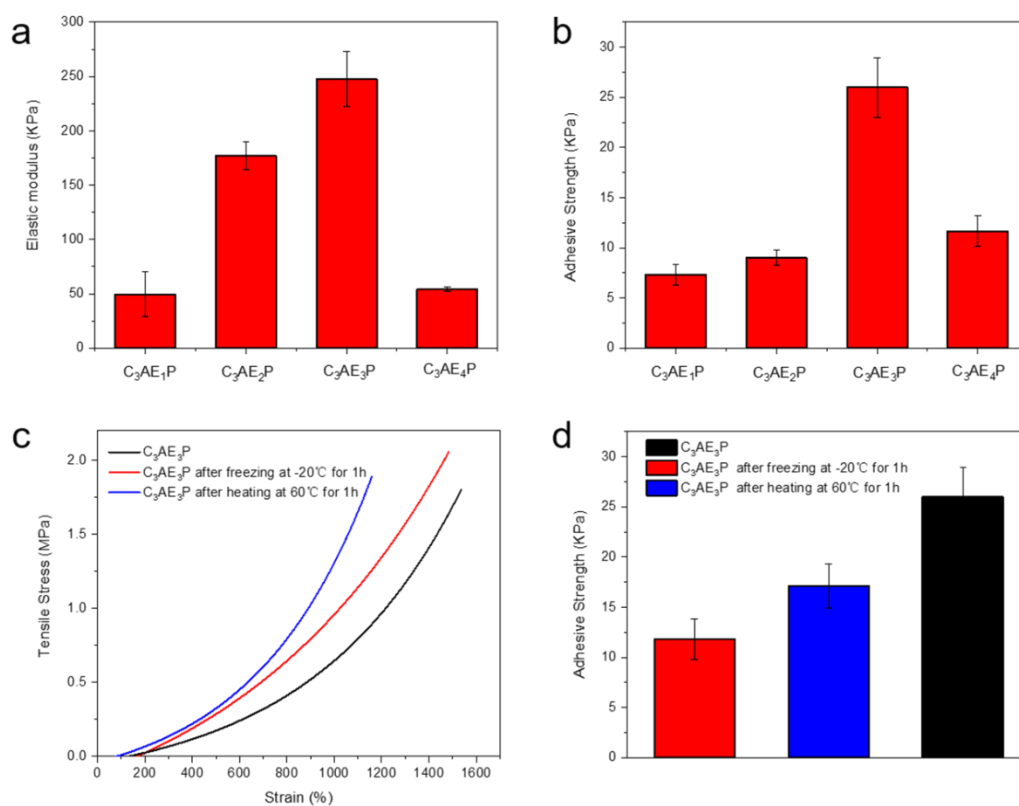 a
Elastic modulus (KPa)
300
250
200
150
100
50
0
C₃AE₁P C₃AE₂P C₃AE₃P C₃AE₄P
b
Adhesive Strength (KPa)
30
25
20
15
10
5
0
C₃AE₁P C₃AE₂P C₃AE₃P C₃AE₄P
c
C₃AE₃P
C₃AE₃P after freezing at -20℃ for 1h
C₃AE₃P after heating at 60℃ for 1h
Tensile Stress (MPa)
2.0
1.5
1.0
0.5
0.0
0 200 400 600 800 1000 1200 1400 1600
Strain (%)
d
C₃AE₃P
C₃AE₃P after freezing at -20℃ for 1h
C₃AE₃P after heating at 60℃ for 1h
Adhesive Strength (KPa)
30
25
20
15
10
5
0